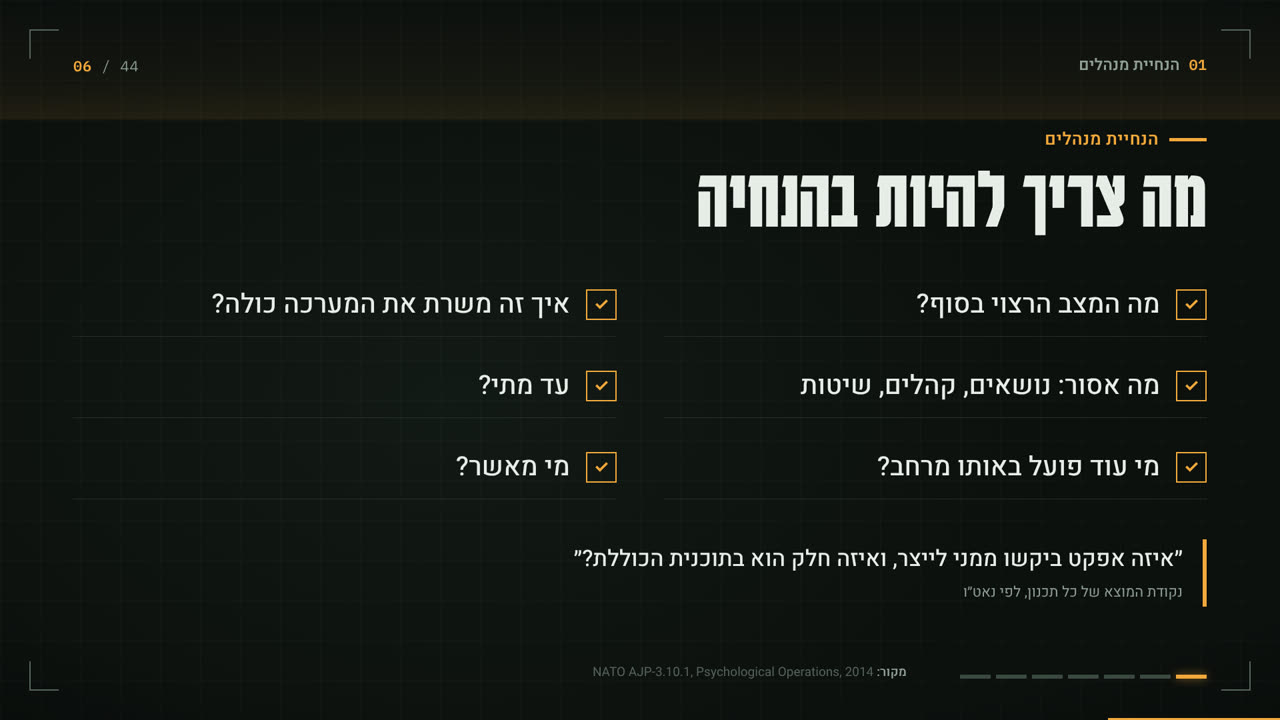 01 הנחיית מנהלים
06 / 44
הנחיית מנהלים
מה צריך להיות בהנחיה
מה המצב הרצוי בסוף?
איך זה משרת את המערכה כולה?
מה אסור: נושאים, קהלים, שיטות
עד מתי?
מי עוד פועל באותו מרחב?
מי מאשר?
"איזה אפקט ביקשו ממני לייצר, ואיזה חלק הוא בתוכנית הכוללת?"
נקודת המוצא של כל תכנון, לפי נאט"ו
מקור: NATO AJP-3.10.1, Psychological Operations, 2014